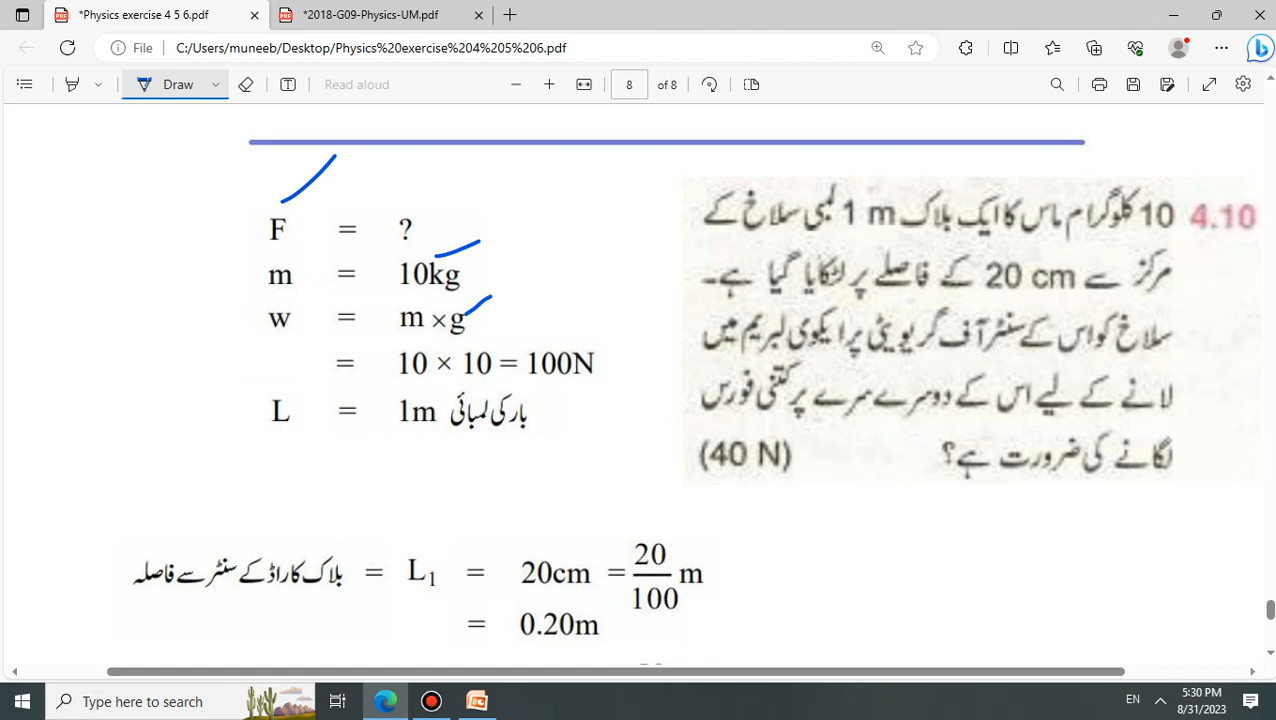 *Physics exercise 4 5 6.pdf
*2018-G09-Physics-UM.pdf
File C:/Users/muneeb/Desktop/Physics%20exercise%204%205%206.pdf
Draw Read aloud 8 of 8
F = ?
m = 10kg
w = m ×g
= 10 × 10 = 100N
L = 1m بار کی لمبائی
4.10 10 کلوگرام ماس کا ایک بلاک 1 m لمبی سلاخ کے
مرکز سے 20 cm کے فاصلے پر لٹکایا گیا ہے۔
سلاخ کو اس کے سنٹر آف گریویٹی پر ایکوی لبریم میں
لانے کے لیے اس کے دوسرے سرے پر کتنی فورس
لگانے کی ضرورت ہے؟ (40 N)
بلاک کا راڈ کے سنٹر سے فاصلہ = L₁ = 20cm = 20/100 m
= 0.20m
Type here to search
EN
5:30 PM
8/31/2023